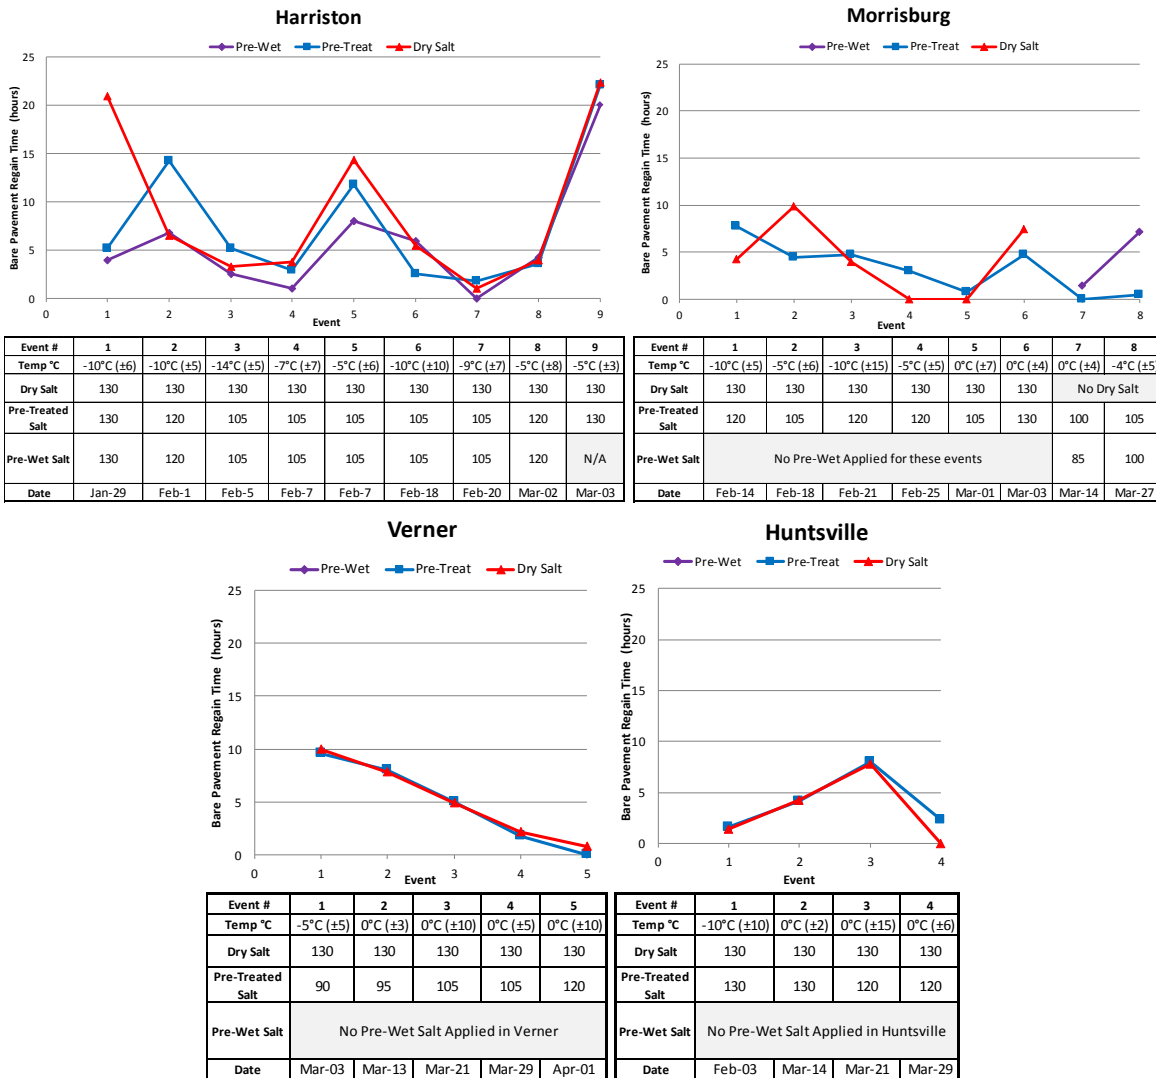 Harriston
Pre-Wet Pre-Treat Dry Salt
Bare Pavement Regain Time (hours)
25
20
15
10
5
0
0 1 2 3 4 5 6 7 8 9
Event
Event # 1 2 3 4 5 6 7 8 9
Temp °C -10°C (±6) -10°C (±5) -14°C (±5) -7°C (±7) -5°C (±6) -10°C (±10) -9°C (±7) -5°C (±8) -5°C (±3)
Dry Salt 130 130 130 130 130 130 130 130 130
Pre-Treated Salt 130 120 105 105 105 105 105 120 130
Pre-Wet Salt 130 120 105 105 105 105 105 120 N/A
Date Jan-29 Feb-1 Feb-5 Feb-7 Feb-7 Feb-18 Feb-20 Mar-02 Mar-03
Morrisburg
Pre-Wet Pre-Treat Dry Salt
Bare Pavement Regain Time (hours)
25
20
15
10
5
0
0 1 2 3 4 5 6 7 8
Event
Event # 1 2 3 4 5 6 7 8
Temp °C -10°C (±5) -5°C (±6) -10°C (±15) -5°C (±5) 0°C (±7) 0°C (±4) 0°C (±4) -4°C (±5)
Dry Salt 130 130 130 130 130 130 No Dry Salt
Pre-Treated Salt 120 105 120 120 105 130 100 105
Pre-Wet Salt No Pre-Wet Applied for these events 85 100
Date Feb-14 Feb-18 Feb-21 Feb-25 Mar-01 Mar-03 Mar-14 Mar-27
Verner
Pre-Wet Pre-Treat Dry Salt
Bare Pavement Regain Time (hours)
25
20
15
10
5
0
0 1 2 3 4 5
Event
Event # 1 2 3 4 5
Temp °C -5°C (±5) 0°C (±3) 0°C (±10) 0°C (±5) 0°C (±10)
Dry Salt 130 130 130 130 130
Pre-Treated Salt 90 95 105 105 120
Pre-Wet Salt No Pre-Wet Salt Applied in Verner
Date Mar-03 Mar-13 Mar-21 Mar-29 Apr-01
Huntsville
Pre-Wet Pre-Treat Dry Salt
Bare Pavement Regain Time (hours)
25
20
15
10
5
0
0 1 2 3 4
Event
Event # 1 2 3 4
Temp °C -10°C (±10) 0°C (±2) 0°C (±15) 0°C (±6)
Dry Salt 130 130 130 130
Pre-Treated Salt 130 130 120 120
Pre-Wet Salt No Pre-Wet Salt Applied in Huntsville
Date Feb-03 Mar-14 Mar-21 Mar-29